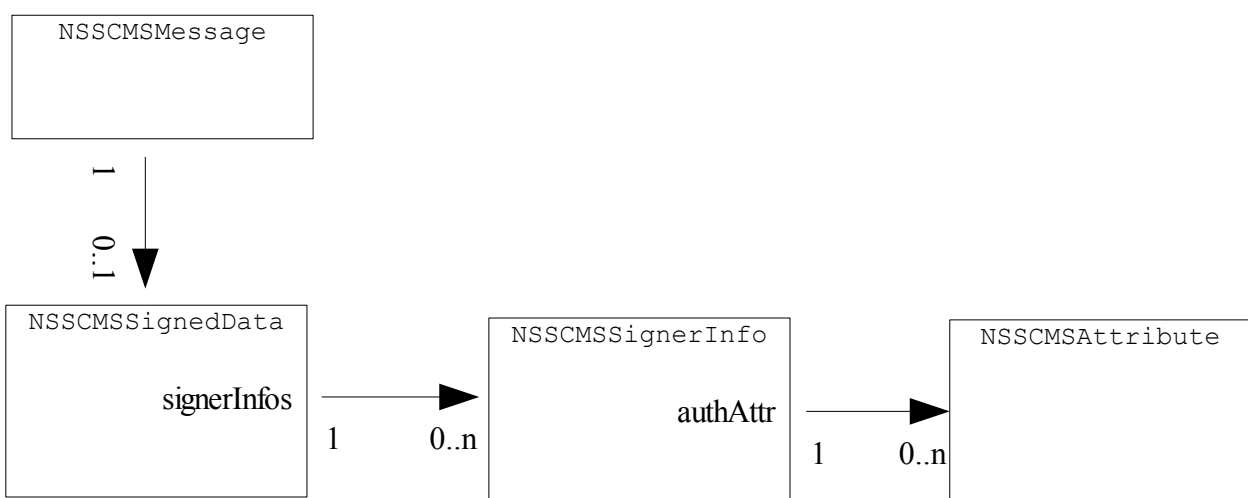 NSSCMSMessage
1
0..1
NSSCMSSignedData
NSSCMSSignerInfo
NSSCMSAttribute
signerInfos
authAttr
1
0..n
1
0..n